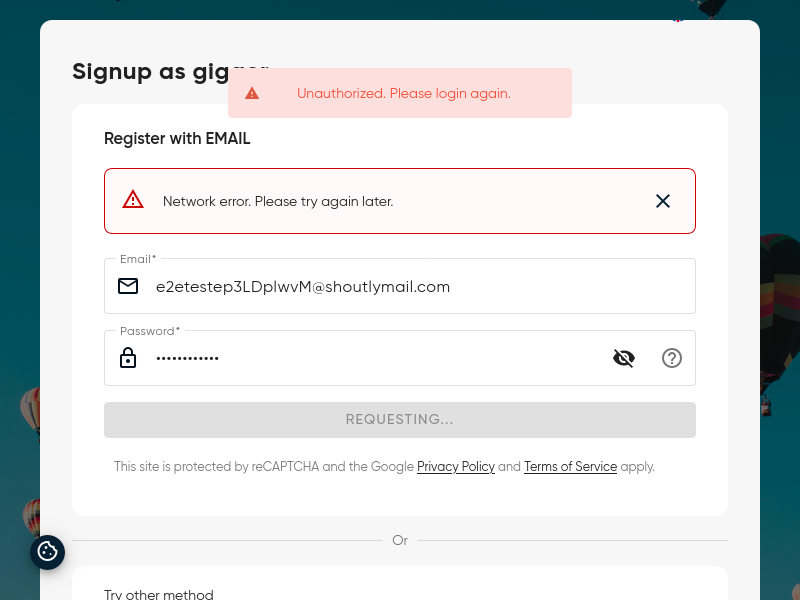 Signup as gigger
Unauthorized. Please login again.
Register with EMAIL
Network error. Please try again later.
Email*
e2etestep3LDplwvM@shoutlymail.com
Password*
••••••••••••
REQUESTING...
This site is protected by reCAPTCHA and the Google Privacy Policy and Terms of Service apply.
Or
Try other method